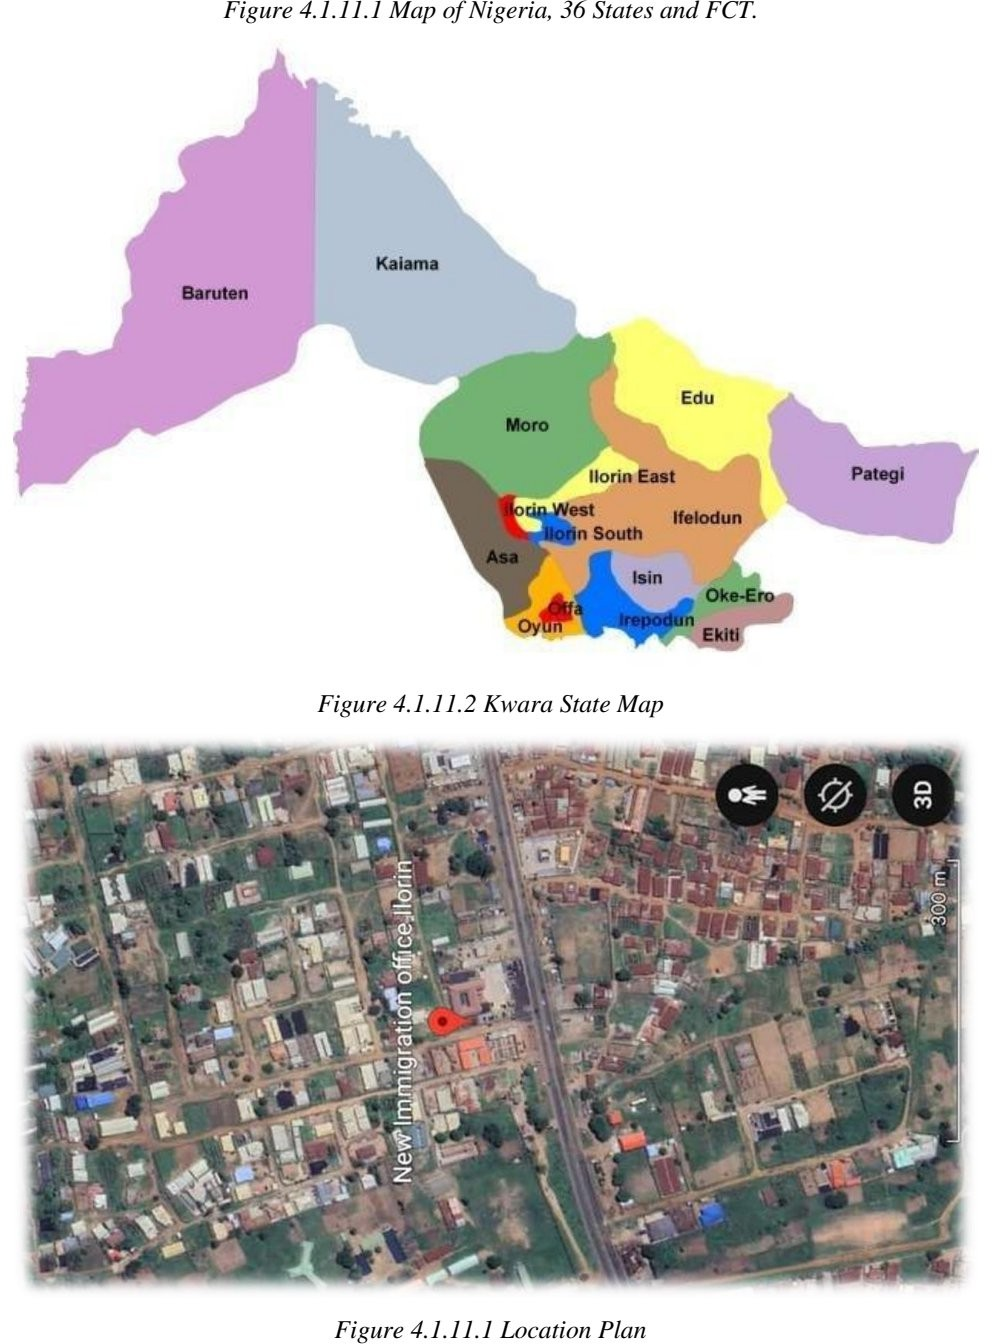 Figure 4.1.11.1 Map of Nigeria, 36 States and FCT.
Kaiama
Baruten
Edu
Moro
Pategi
Ilorin East
Ilorin West
Ifelodun
Ilorin South
Asa
Isin
Oke-Ero
Offa
Irepodun
Oyun
Ekiti
Figure 4.1.11.2 Kwara State Map
3D
300 m
New Immigration office,Ilorin
Figure 4.1.11.1 Location Plan